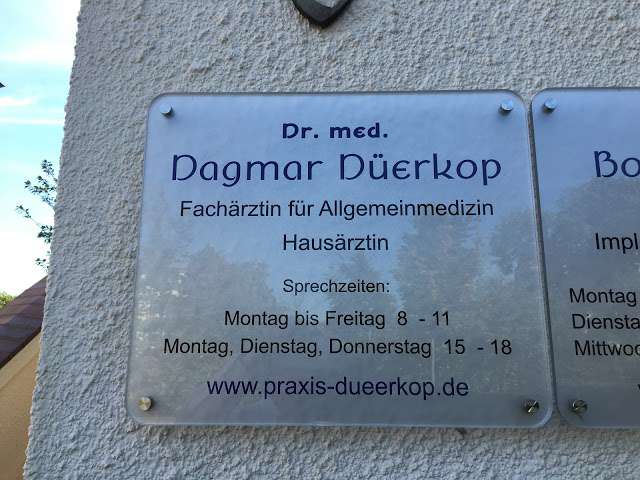 Dr. med.
Dagmar Düerkop
Fachärztin für Allgemeinmedizin
Hausärztin
Sprechzeiten:
Montag bis Freitag 8 - 11
Montag, Dienstag, Donnerstag 15 - 18
www.praxis-dueerkop.de
Montag